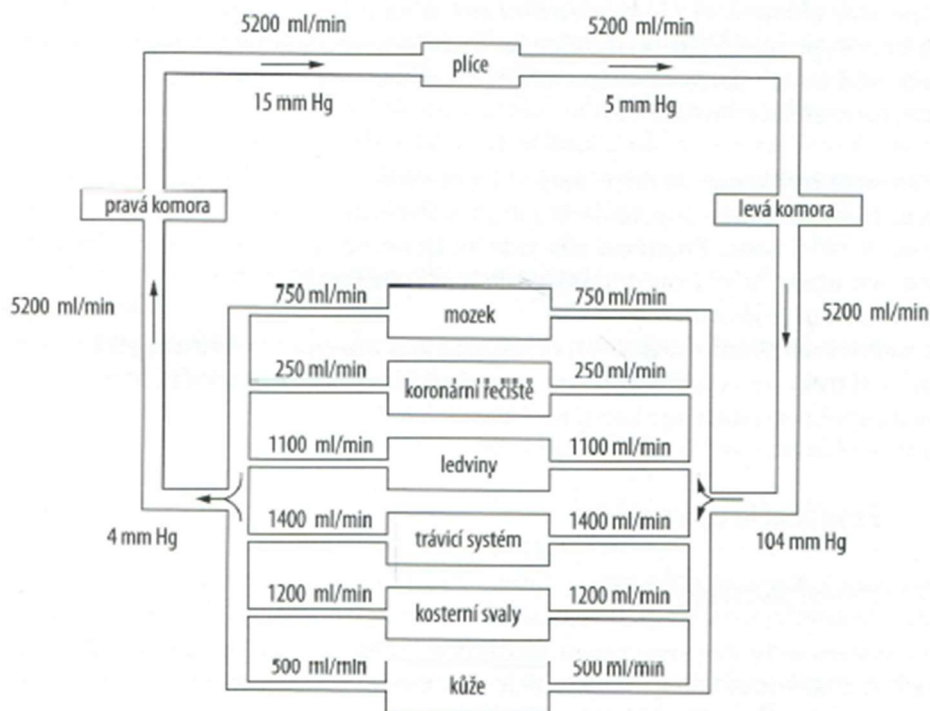 5200 ml/min 5200 ml/min
plíce
15 mm Hg 5 mm Hg
pravá komora levá komora
5200 ml/min 5200 ml/min
750 ml/min mozek 750 ml/min
250 ml/min koronární řečiště 250 ml/min
1100 ml/min ledviny 1100 ml/min
1400 ml/min trávicí systém 1400 ml/min
4 mm Hg 104 mm Hg
1200 ml/min kosterní svaly 1200 ml/min
500 ml/min kůže 500 ml/min